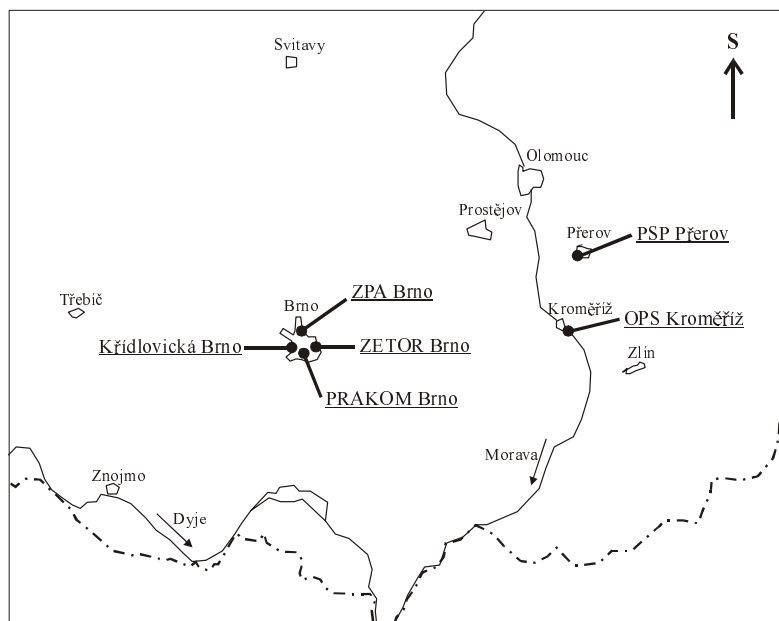 Svitavy
S
Olomouc
Prostějov
Přerov
PSP Přerov
Třebíč
Brno
ZPA Brno
Kroměříž
OPS Kroměříž
Křídlovická Brno
ZETOR Brno
Zlín
PRAKOM Brno
Morava
Znojmo
Dyje